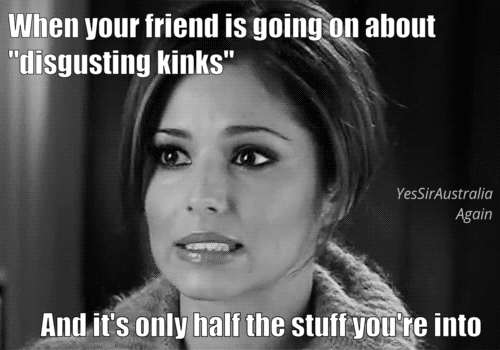 When your friend is going on about
"disgusting kinks"
YesSirAustralia
Again
And it's only half the stuff you're into